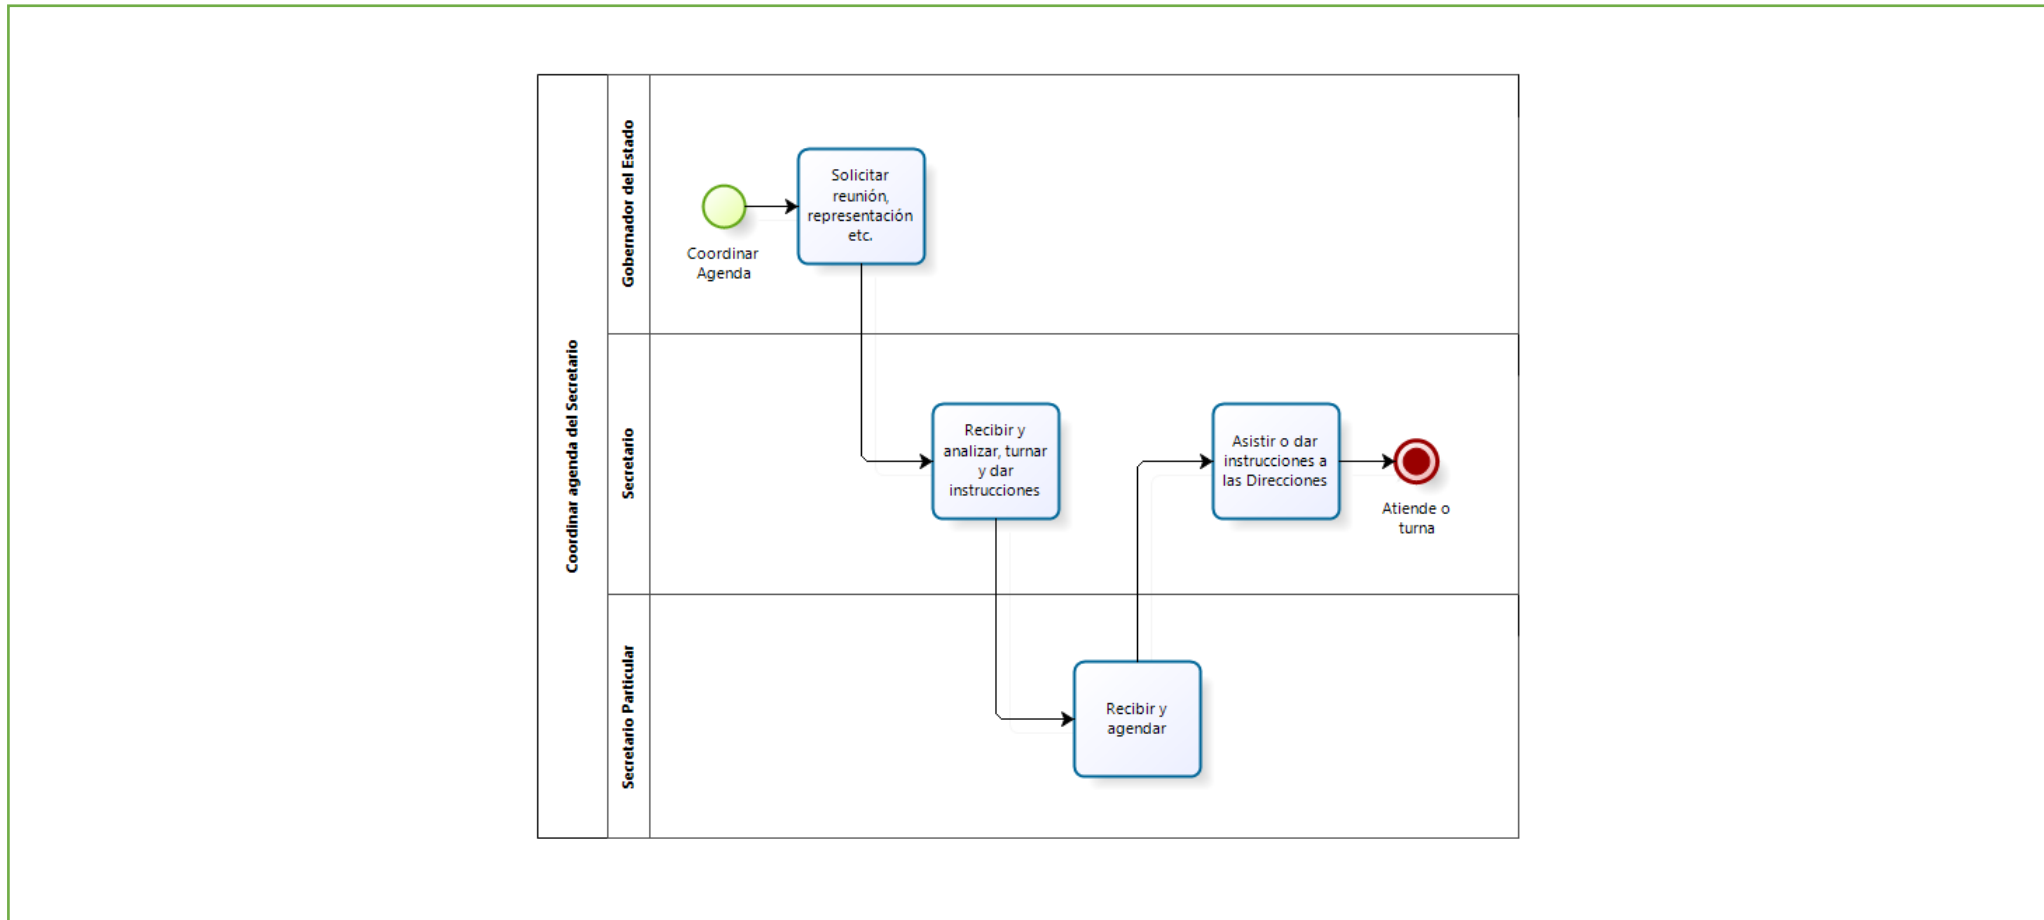 Coordinar agenda del Secretario
Gobernador del Estado
Coordinar
Agenda
Solicitar
reunión,
representación
etc.
Secretario
Recibir y
analizar, turnar
y dar
instrucciones
Asistir o dar
instrucciones a
las Direcciones
Atiende o
turna
Secretario Particular
Recibir y
agendar